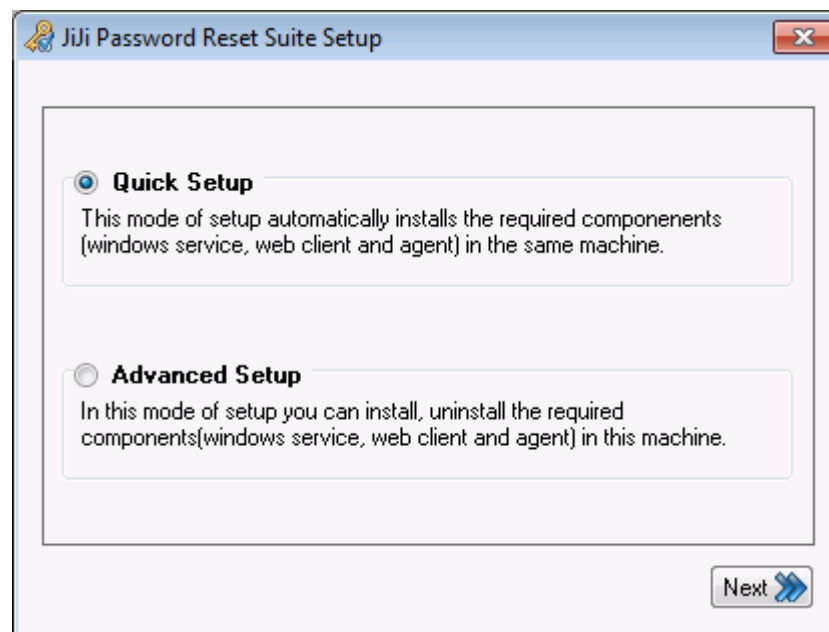 JiJi Password Reset Suite Setup
Quick Setup
This mode of setup automatically installs the required componenents
(windows service, web client and agent) in the same machine.
Advanced Setup
In this mode of setup you can install, uninstall the required
components(windows service, web client and agent) in this machine.
Next